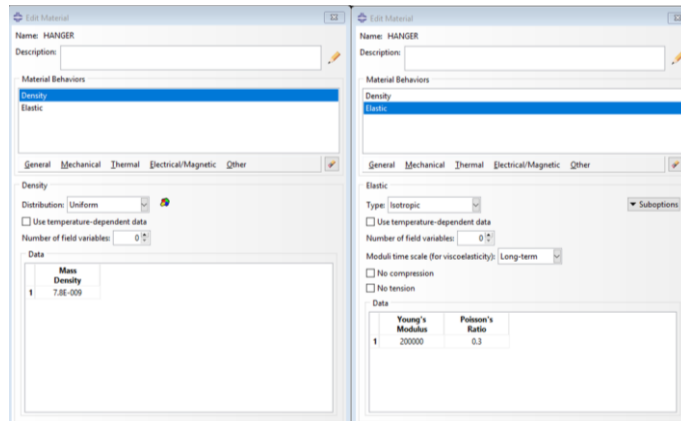 Edit Material
Name: HANGER
Description:
Material Behaviors
Density
Elastic
General Mechanical Thermal Electrical/Magnetic Other
Density
Distribution: Uniform
Use temperature-dependent data
Number of field variables: 0
Data
Mass
Density
1 7.8E-009
Edit Material
Name: HANGER
Description:
Material Behaviors
Density
Elastic
General Mechanical Thermal Electrical/Magnetic Other
Elastic
Type: Isotropic
Suboptions
Use temperature-dependent data
Number of field variables: 0
Moduli time scale (for viscoelasticity): Long-term
No compression
No tension
Data
Young's Poisson's
Modulus Ratio
1 200000 0.3